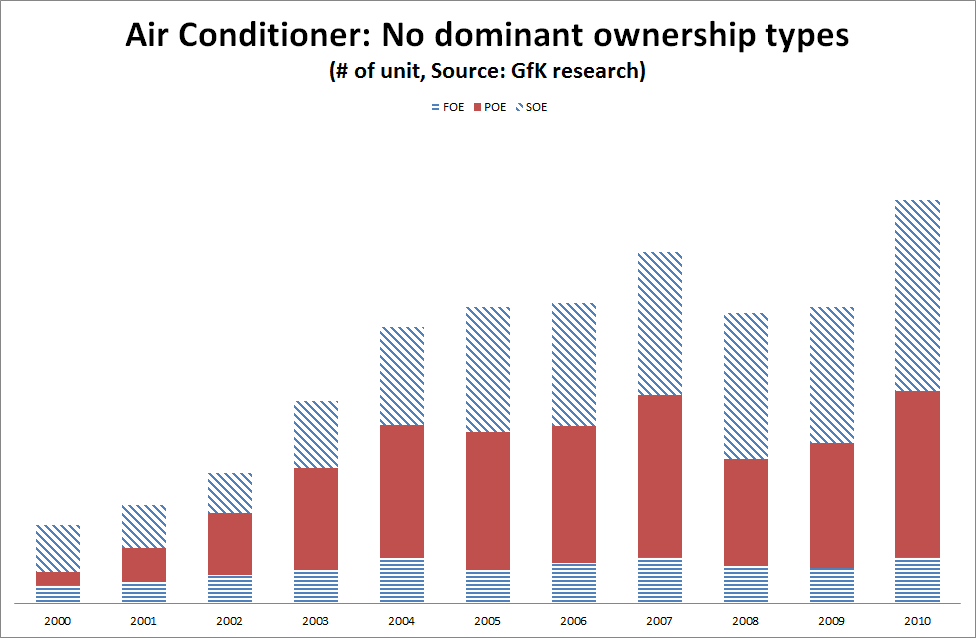 Air Conditioner: No dominant ownership types
(# of unit, Source: GfK research)
FOE POE SOE
2000 2001 2002 2003 2004 2005 2006 2007 2008 2009 2010